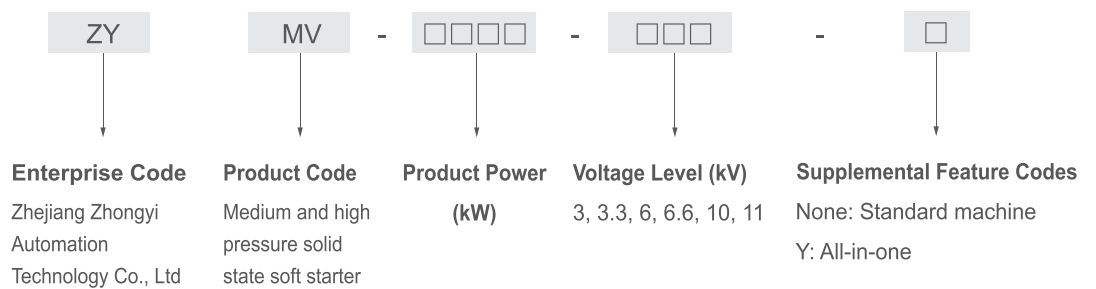 ZY MV - □□□□ - □□□ - □
Enterprise Code
Zhejiang Zhongyi
Automation
Technology Co., Ltd
Product Code
Medium and high
pressure solid
state soft starter
Product Power
(kW)
Voltage Level (kV)
3, 3.3, 6, 6.6, 10, 11
Supplemental Feature Codes
None: Standard machine
Y: All-in-one